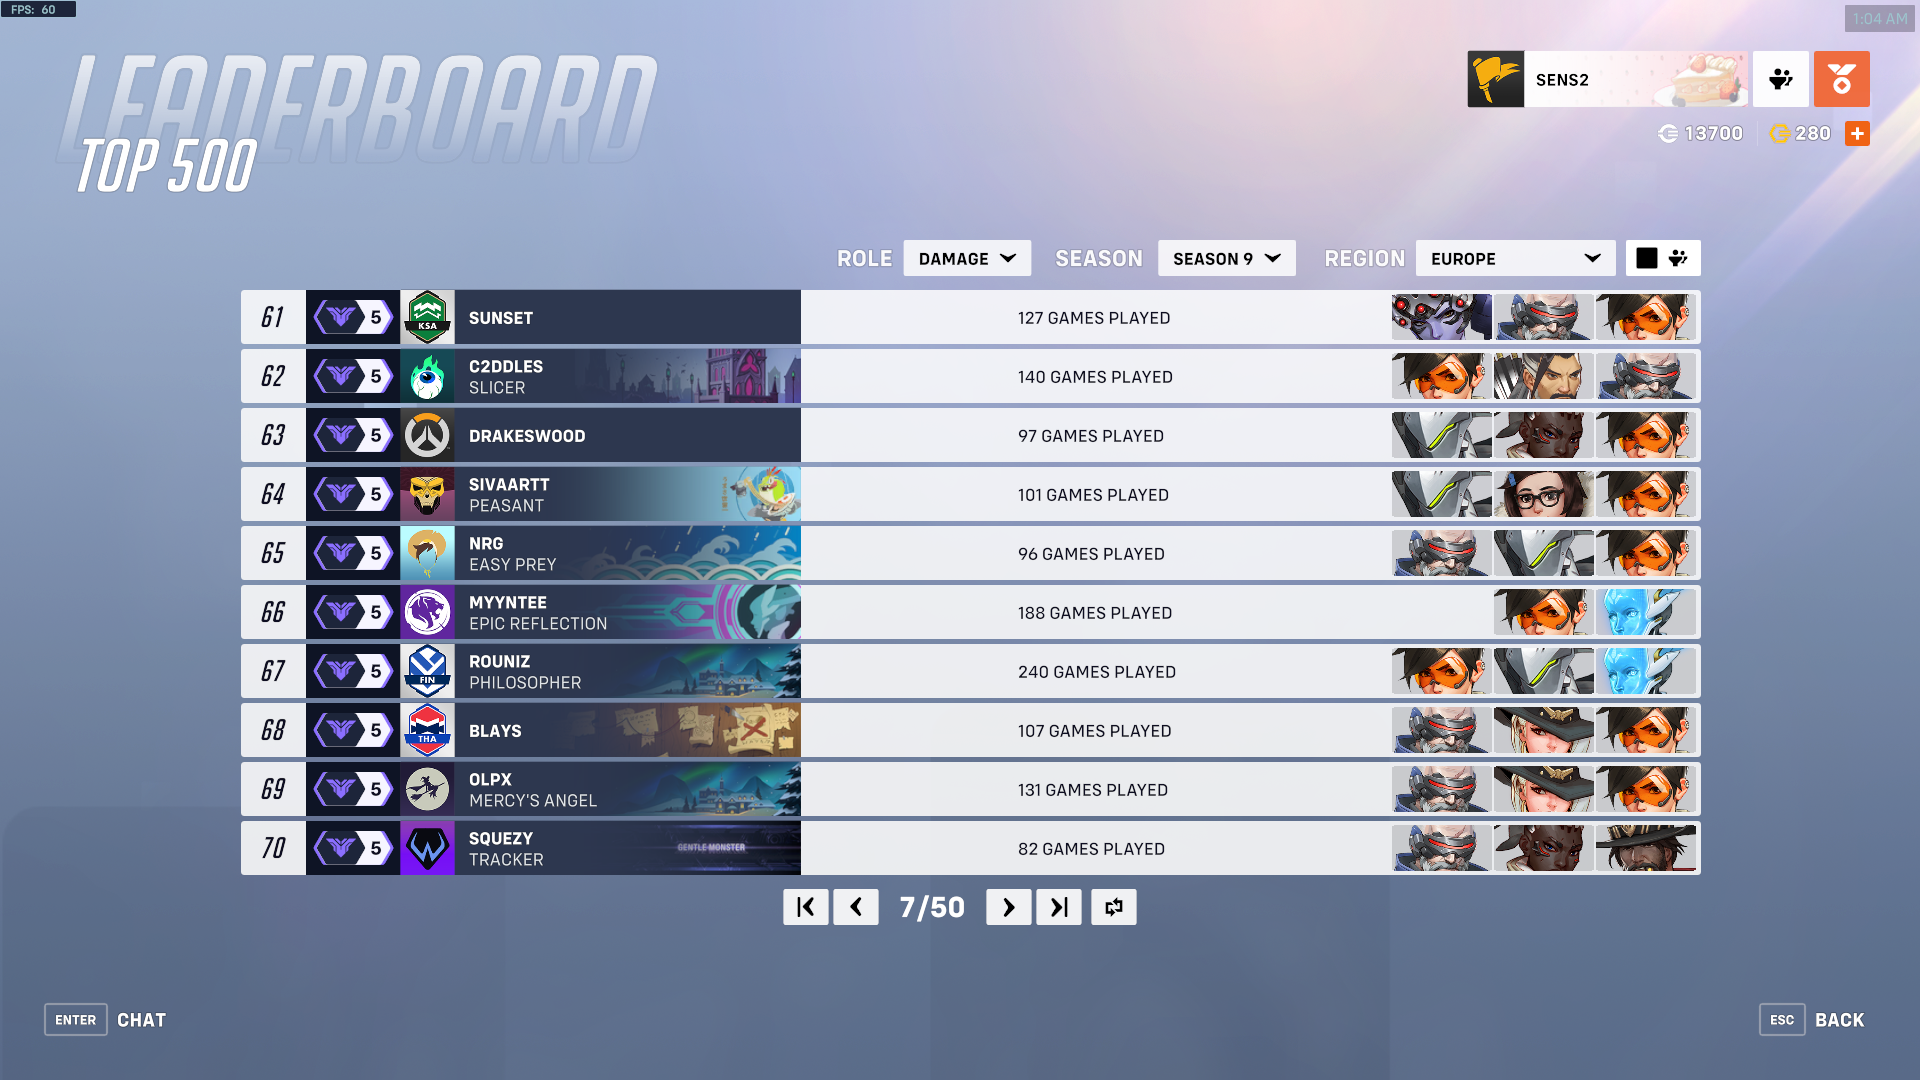 FPS: 60
1:04 AM
LEADERBOARD
TOP 500
SENS2
13700
280
ROLE
DAMAGE
SEASON
SEASON 9
REGION
EUROPE
61 5 KSA SUNSET 127 GAMES PLAYED
62 5 C2DDLES 140 GAMES PLAYED
SLICER
63 5 DRAKESWOOD 97 GAMES PLAYED
64 5 SIVAARTT 101 GAMES PLAYED
PEASANT
65 5 NRG 96 GAMES PLAYED
EASY PREY
66 5 MYYNTEE 188 GAMES PLAYED
EPIC REFLECTION
67 5 FIN ROUNIZ 240 GAMES PLAYED
PHILOSOPHER
68 5 THA BLAYS 107 GAMES PLAYED
69 5 OLPX 131 GAMES PLAYED
MERCY'S ANGEL
70 5 SQUEZY GENTLE MONSTER 82 GAMES PLAYED
TRACKER
7/50
ENTER CHAT
ESC BACK